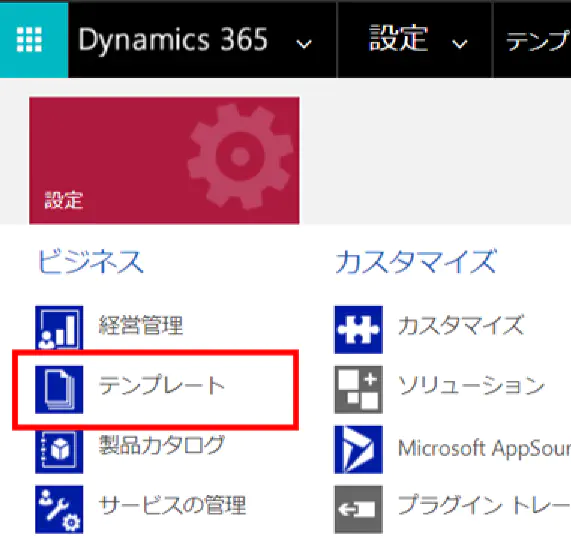 Dynamics 365 設定 テンプ
設定
ビジネス カスタマイズ
経営管理 カスタマイズ
テンプレート ソリューション
製品カタログ Microsoft AppSour
サービスの管理 プラグイン トレー